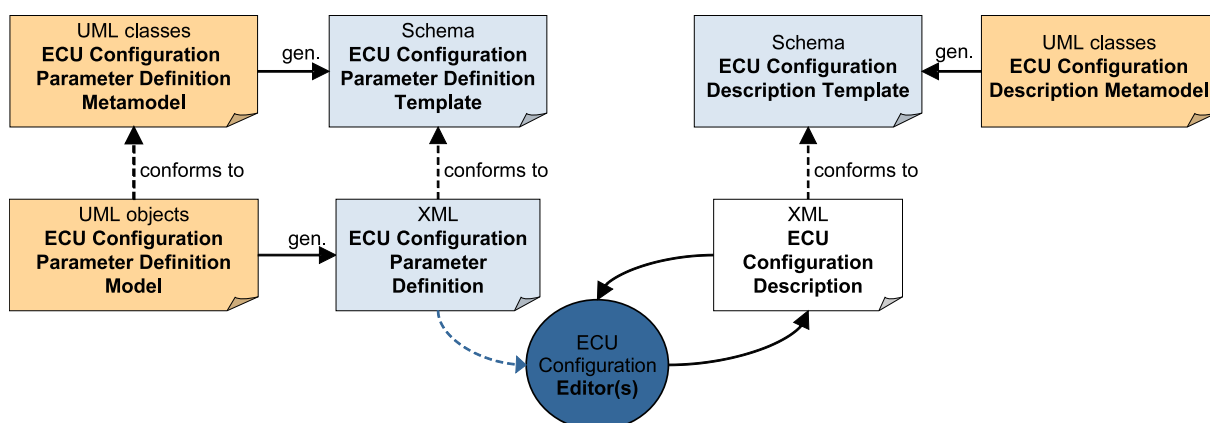 UML classes
ECU Configuration
Parameter Definition
Metamodel
gen.
Schema
ECU Configuration
Parameter Definition
Template
Schema
ECU Configuration
Description Template
gen.
UML classes
ECU Configuration
Description Metamodel
conforms to
conforms to
conforms to
UML objects
ECU Configuration
Parameter Definition
Model
gen.
XML
ECU Configuration
Parameter
Definition
XML
ECU
Configuration
Description
ECU
Configuration
Editor(s)